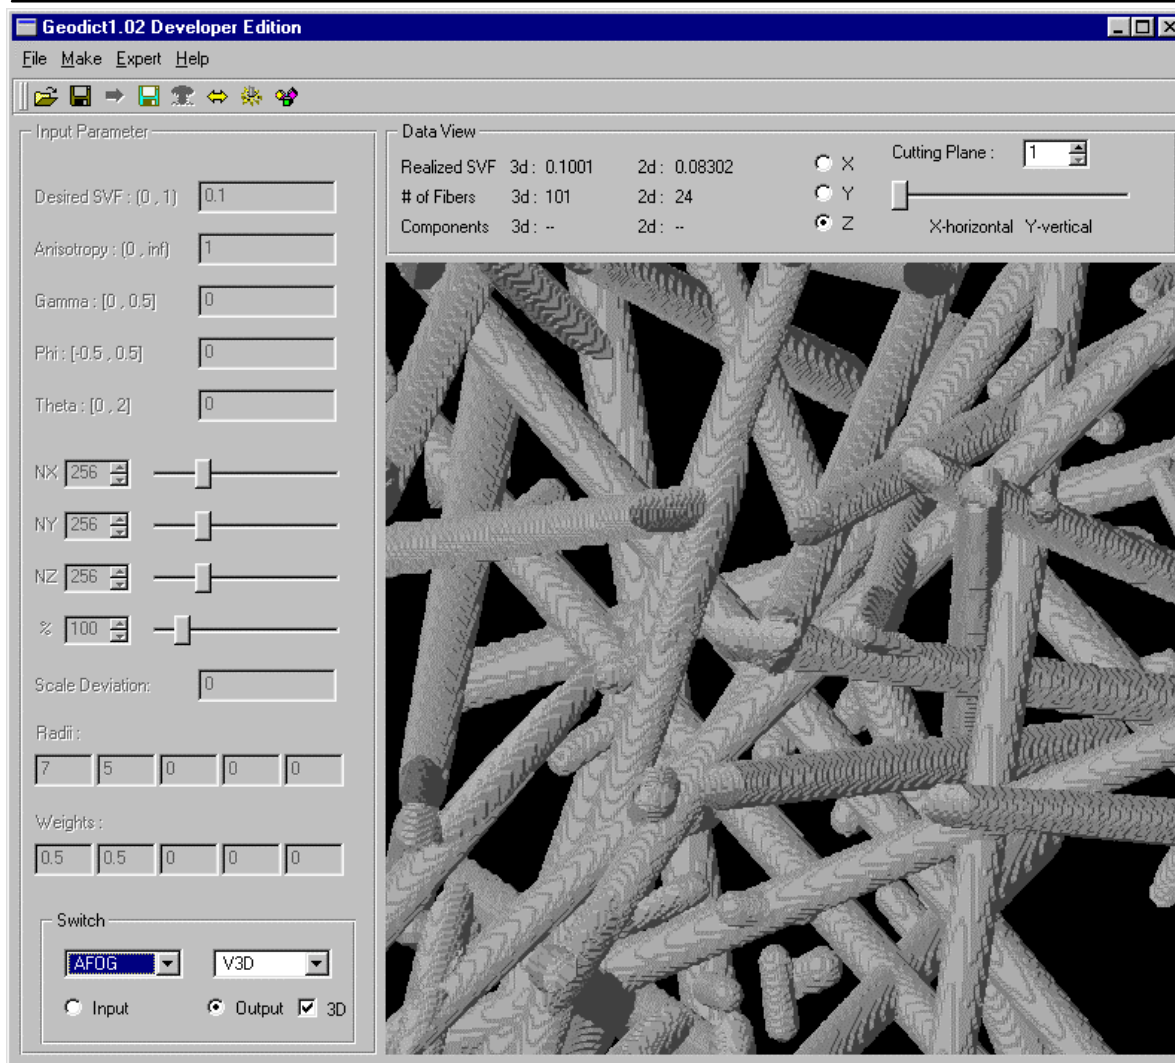 Geodict1.02 Developer Edition
File Make Expert Help
Input Parameter
Desired SVF : (0 , 1) 0.1
Anisotropy : (0 , inf) 1
Gamma : [0 , 0.5] 0
Phi : [-0.5 , 0.5] 0
Theta : [0 , 2] 0
NX 256
NY 256
NZ 256
% 100
Scale Deviation: 0
Radii :
7 5 0 0 0
Weights :
0.5 0.5 0 0 0
Switch
AFOG V3D
Input Output 3D
Data View
Realized SVF 3d : 0.1001 2d : 0.08302
# of Fibers 3d : 101 2d : 24
Components 3d : -- 2d : --
X
Y
Z
Cutting Plane : 1
X-horizontal Y-vertical